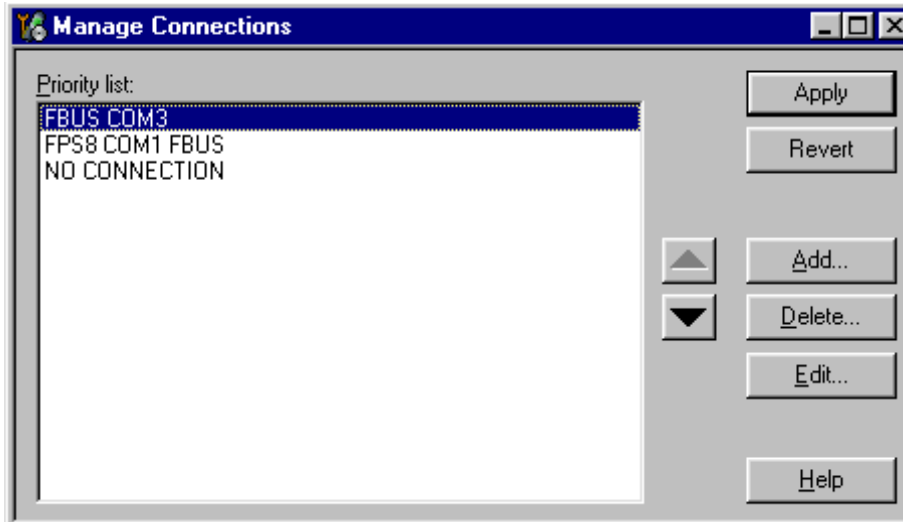 Manage Connections
Priority list:
FBUS COM3
FPS8 COM1 FBUS
NO CONNECTION
Apply
Revert
Add...
Delete...
Edit...
Help